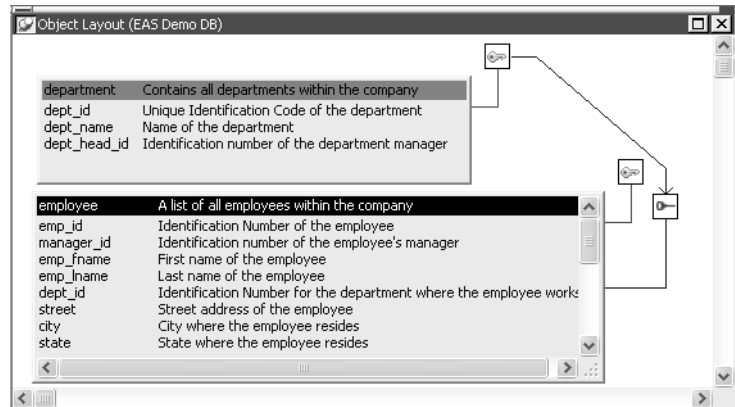 Object Layout (EAS Demo DB)
department Contains all departments within the company
dept_id Unique Identification Code of the department
dept_name Name of the department
dept_head_id Identification number of the department manager
employee A list of all employees within the company
emp_id Identification Number of the employee
manager_id Identification number of the employee's manager
emp_fname First name of the employee
emp_lname Last name of the employee
dept_id Identification Number for the department where the employee works
street Street address of the employee
city City where the employee resides
state State where the employee resides